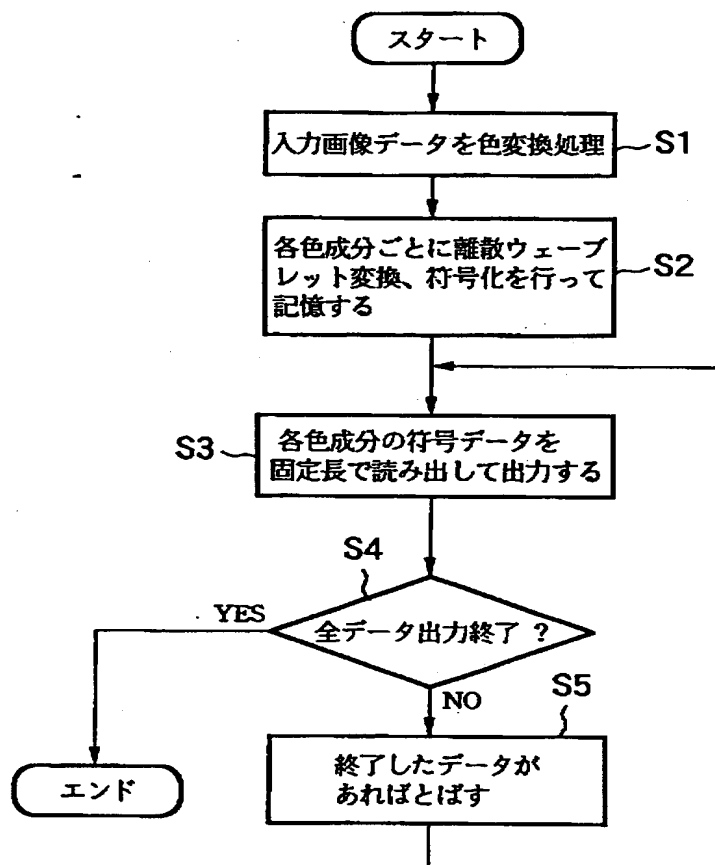 スタート
入力画像データを色変換処理
S1
各色成分ごとに離散ウェーブ
レット変換、符号化を行って
記憶する
S2
S3
各色成分の符号データを
固定長で読み出して出力する
S4
YES
全データ出力終了 ?
NO
S5
終了したデータが
あればとばす
エンド